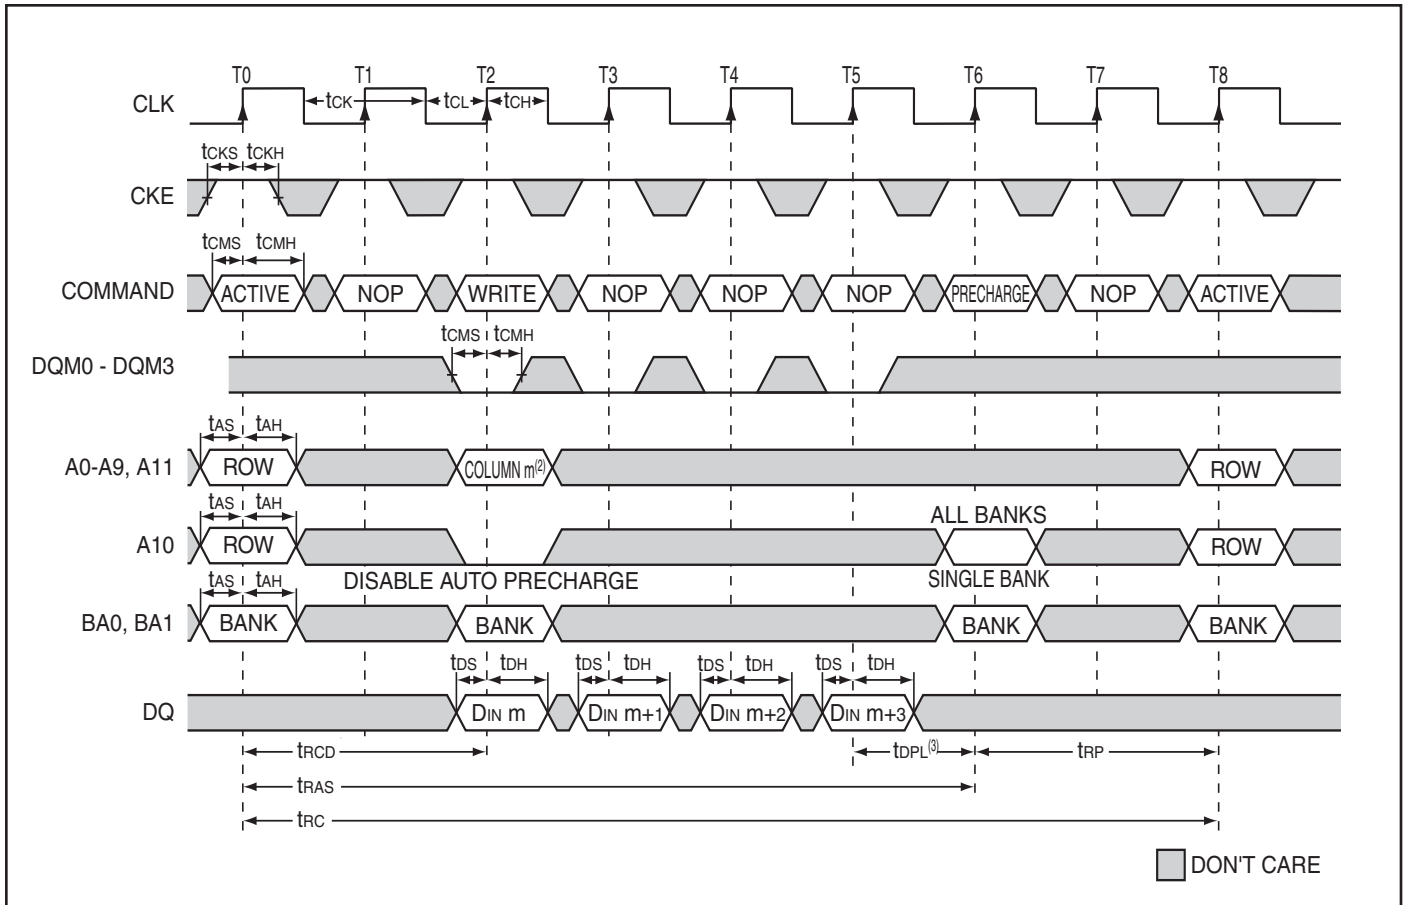 T0 T1 T2 T3 T4 T5 T6 T7 T8
CLK tCK tCL tCH
tCKS tCKH
CKE
tCMS tCMH
COMMAND ACTIVE NOP WRITE NOP NOP NOP PRECHARGE NOP ACTIVE
tCMS tCMH
DQM0 - DQM3
tAS tAH
A0-A9, A11 ROW COLUMN m(2) ROW
tAS tAH ALL BANKS
A10 ROW ROW
DISABLE AUTO PRECHARGE SINGLE BANK
tAS tAH
BA0, BA1 BANK BANK BANK BANK
tDS tDH tDS tDH tDS tDH tDS tDH
DQ DIN m DIN m+1 DIN m+2 DIN m+3
tRCD tDPL(3) tRP
tRAS
tRC
DON'T CARE